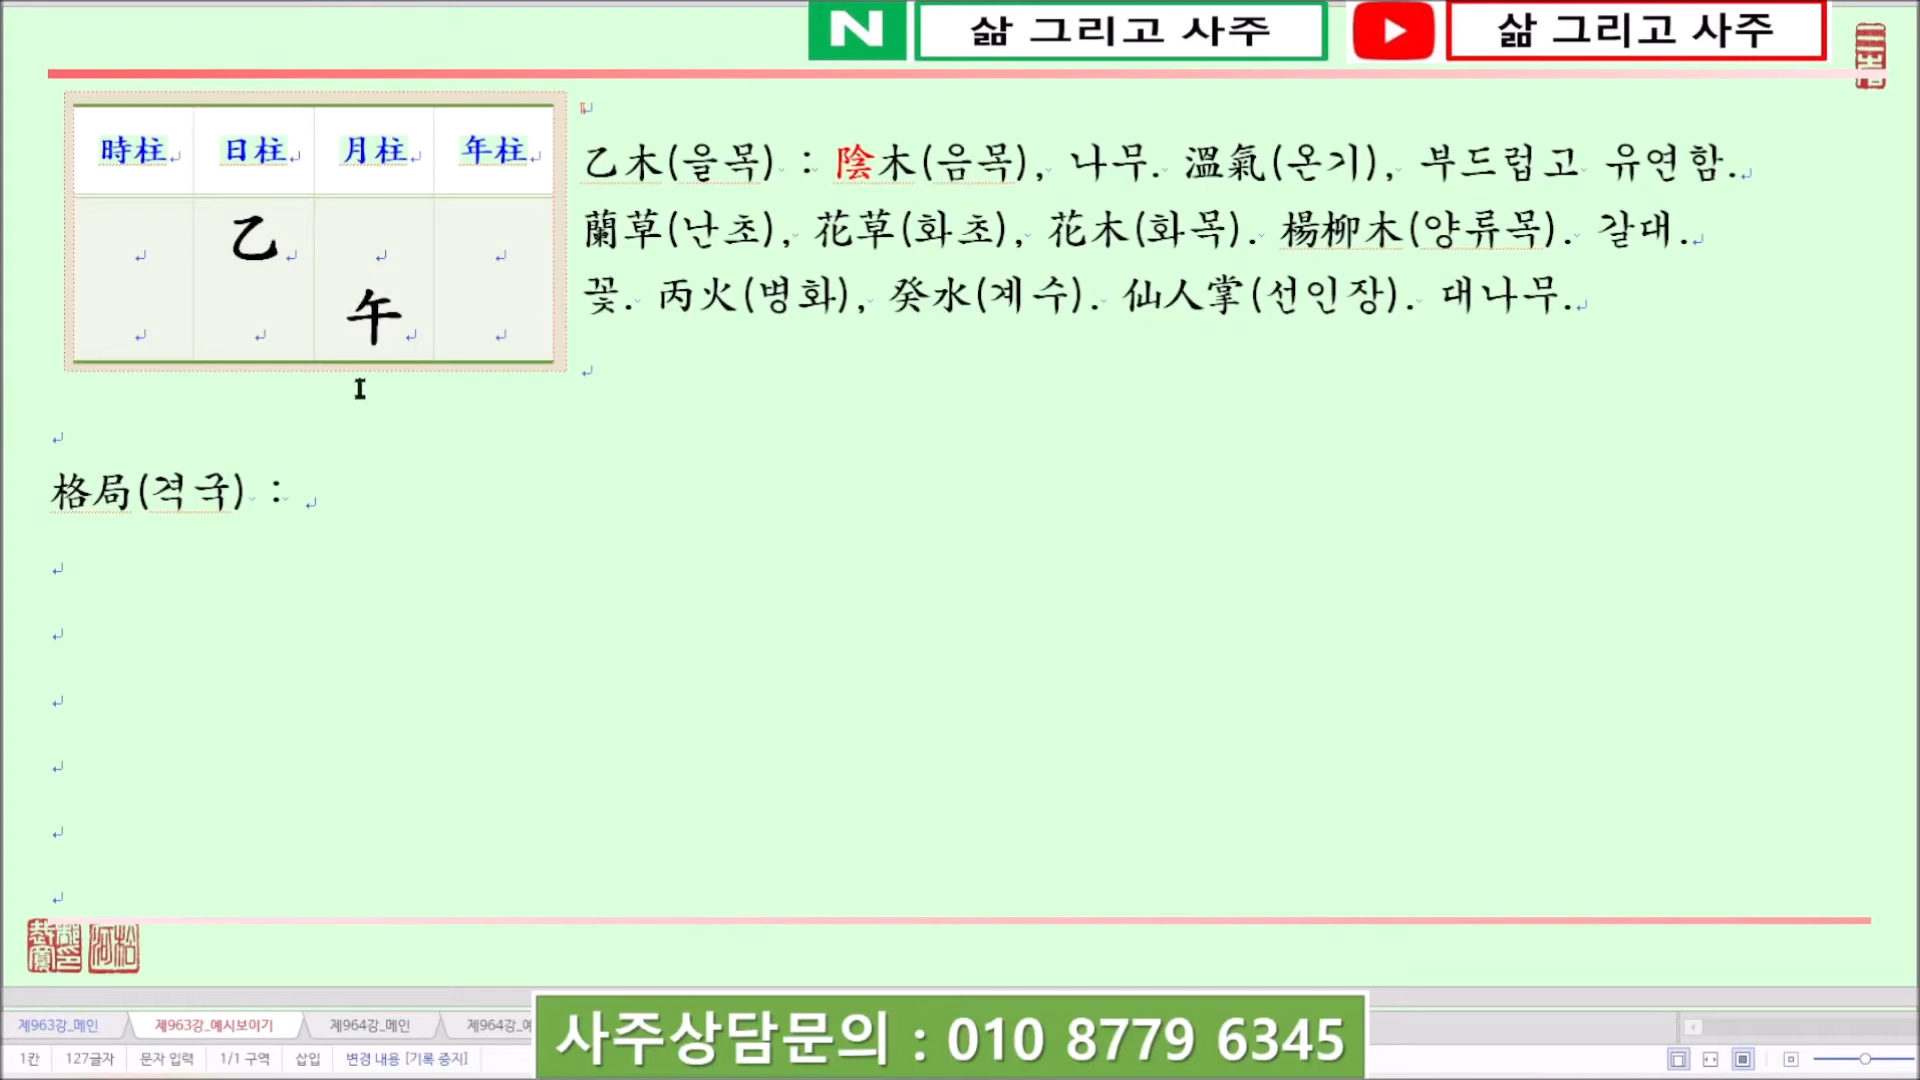 N 삶 그리고 사주 삶 그리고 사주
時柱 日柱 月柱 年柱
乙
午
乙木(을목) : 陰木(음목), 나무. 溫氣(온기), 부드럽고 유연함.
蘭草(난초), 花草(화초), 花木(화목). 楊柳木(양류목). 갈대.
꽃. 丙火(병화), 癸水(계수). 仙人掌(선인장). 대나무.
格局(격국) :
제963강_메인 제963강_예시보이기 제964강_메인 제964강_예
1칸 127글자 문자 입력 1/1 구역 삽입 변경 내용 [기록 중지]
사주상담문의 : 010 8779 6345